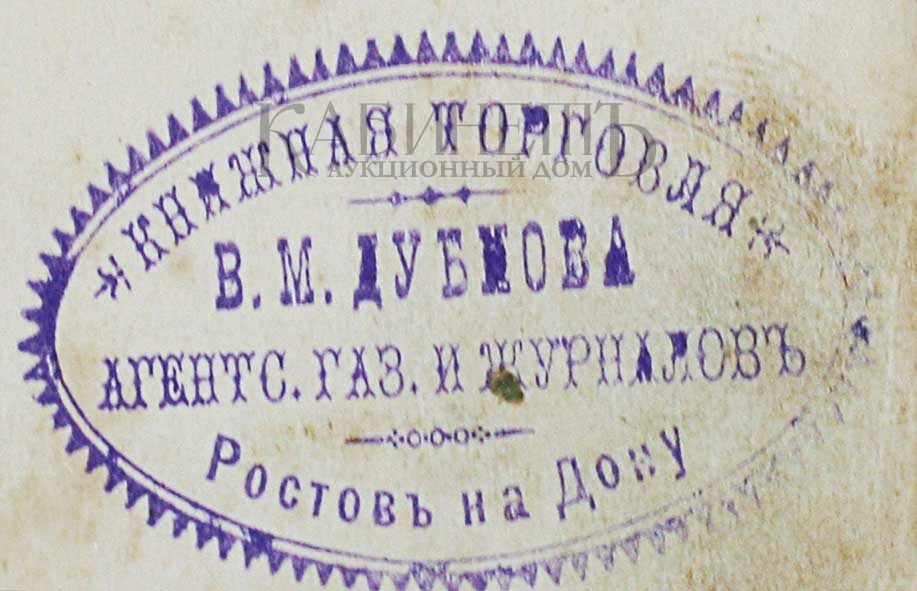 КНИЖНАЯ ТОРГОВЛЯ
КАБИНЕТЪ
АУКЦИОННЫЙ ДОМ
В. М. ДУБКОВА
АГЕНТС. ГАЗ. И ЖУРНАЛОВЪ
Ростовъ на Дону